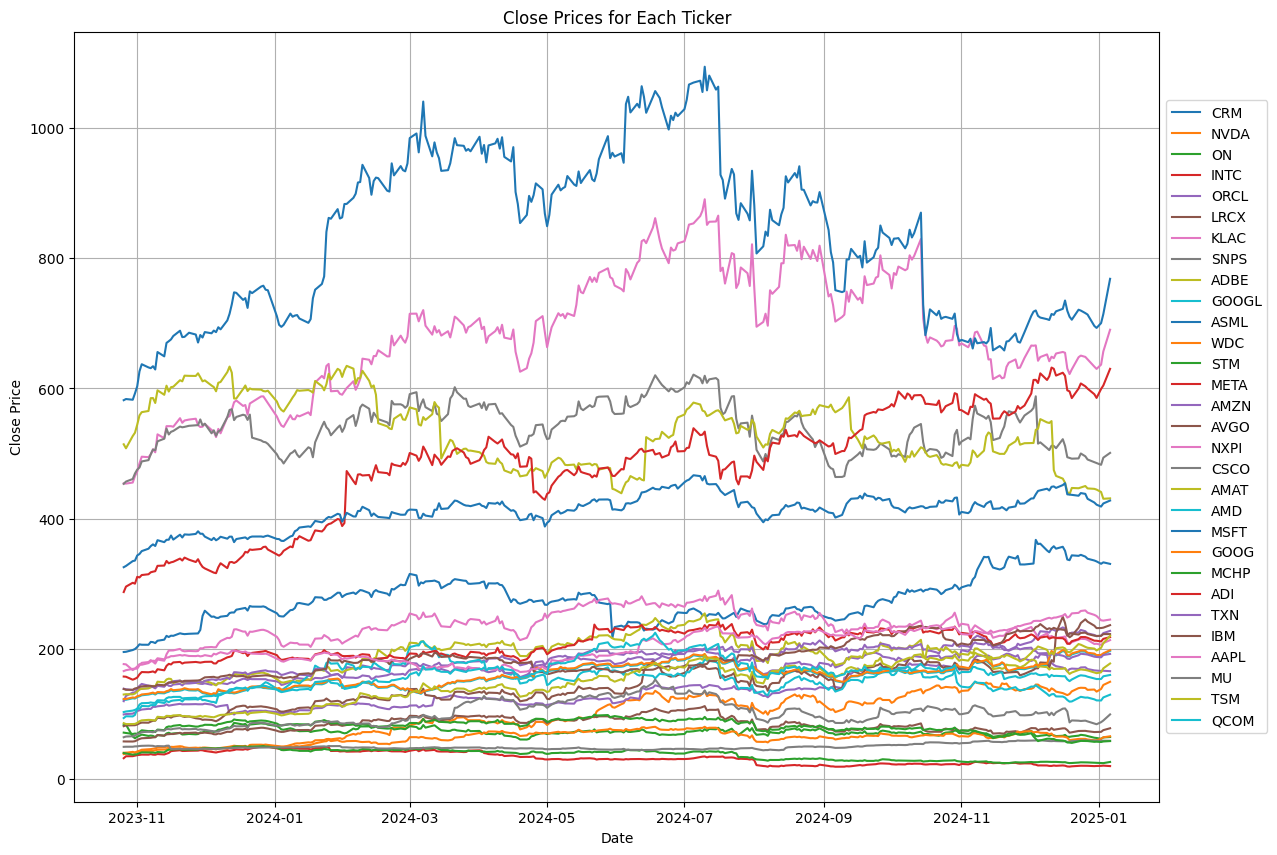 Close Prices for Each Ticker
Close Price
1000
800
600
400
200
0
2023-11 2024-01 2024-03 2024-05 2024-07 2024-09 2024-11 2025-01
Date
CRM
NVDA
ON
INTC
ORCL
LRCX
KLAC
SNPS
ADBE
GOOGL
ASML
WDC
STM
META
AMZN
AVGO
NXPI
CSCO
AMAT
AMD
MSFT
GOOG
MCHP
ADI
TXN
IBM
AAPL
MU
TSM
QCOM